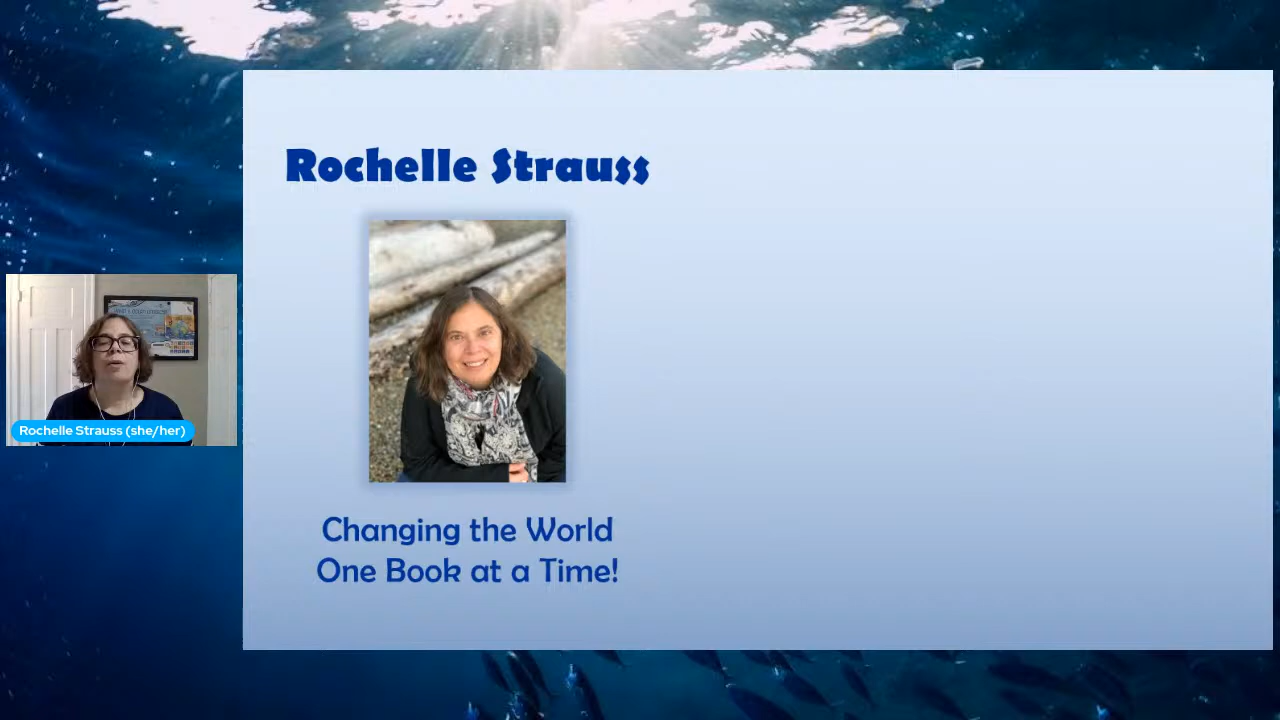 Rochelle Strauss
Rochelle Strauss (she/her)
Changing the World
One Book at a Time!